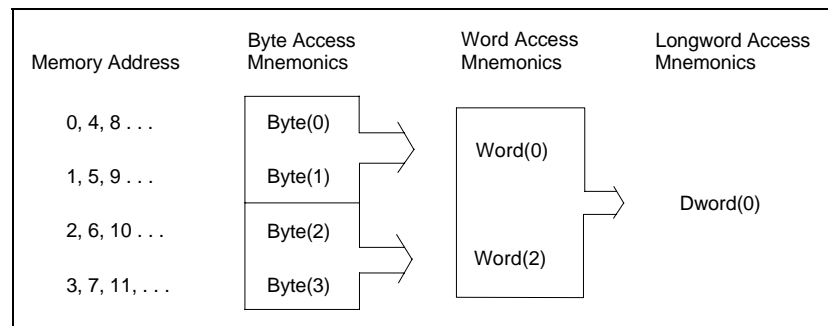 Memory Address
Byte Access
Mnemonics
Word Access
Mnemonics
Longword Access
Mnemonics
0, 4, 8 . . .
Byte(0)
1, 5, 9 . . .
Byte(1)
Word(0)
Dword(0)
2, 6, 10 . . .
Byte(2)
Word(2)
3, 7, 11, . . .
Byte(3)